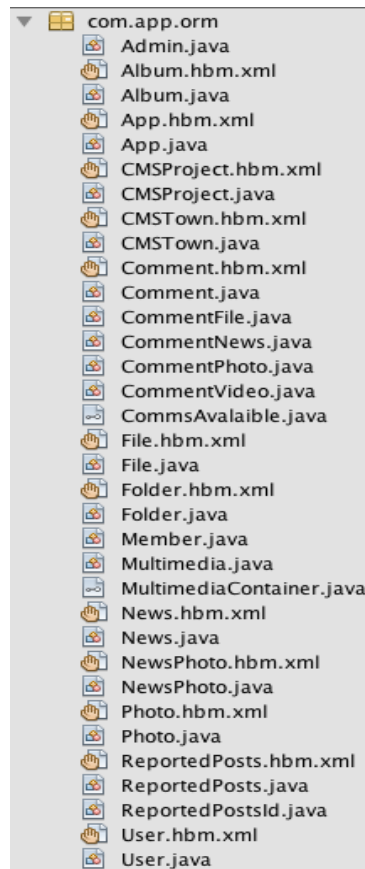 com.app.orm
Admin.java
Album.hbm.xml
Album.java
App.hbm.xml
App.java
CMSProject.hbm.xml
CMSProject.java
CMSTown.hbm.xml
CMSTown.java
Comment.hbm.xml
Comment.java
CommentFile.java
CommentNews.java
CommentPhoto.java
CommentVideo.java
CommsAvalaible.java
File.hbm.xml
File.java
Folder.hbm.xml
Folder.java
Member.java
Multimedia.java
MultimediaContainer.java
News.hbm.xml
News.java
NewsPhoto.hbm.xml
NewsPhoto.java
Photo.hbm.xml
Photo.java
ReportedPosts.hbm.xml
ReportedPosts.java
ReportedPostsId.java
User.hbm.xml
User.java